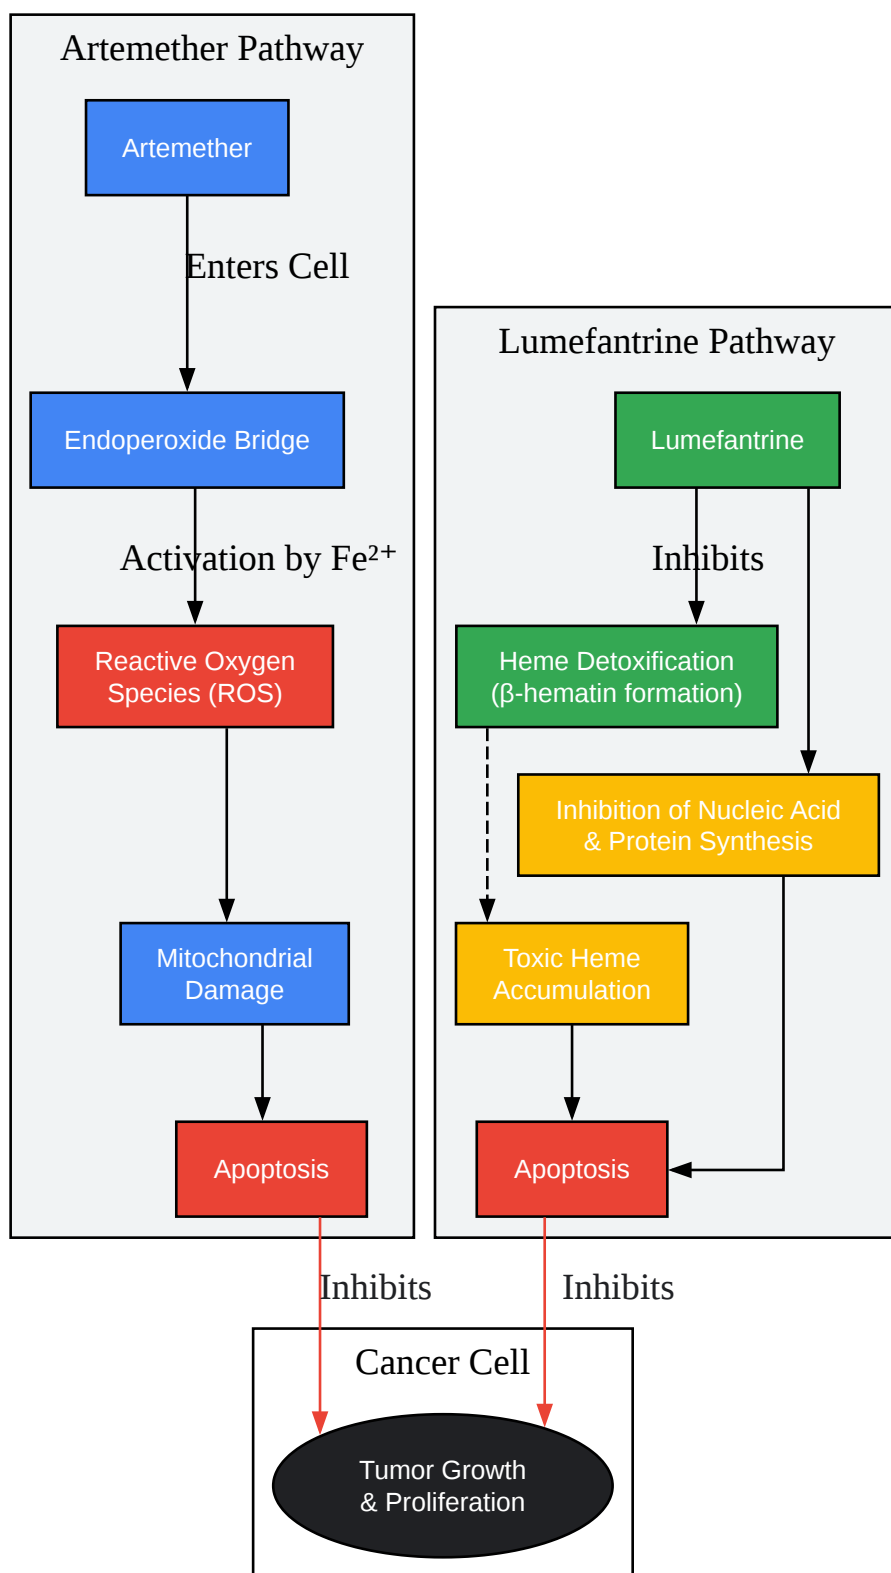 Artemether Pathway
Artemether
Enters Cell
Endoperoxide Bridge
Activation by Fe²⁺
Reactive Oxygen
Species (ROS)
Mitochondrial
Damage
Apoptosis
Inhibits
Lumefantrine Pathway
Lumefantrine
Inhibits
Heme Detoxification
(β-hematin formation)
Inhibition of Nucleic Acid
& Protein Synthesis
Toxic Heme
Accumulation
Apoptosis
Inhibits
Cancer Cell
Tumor Growth
& Proliferation